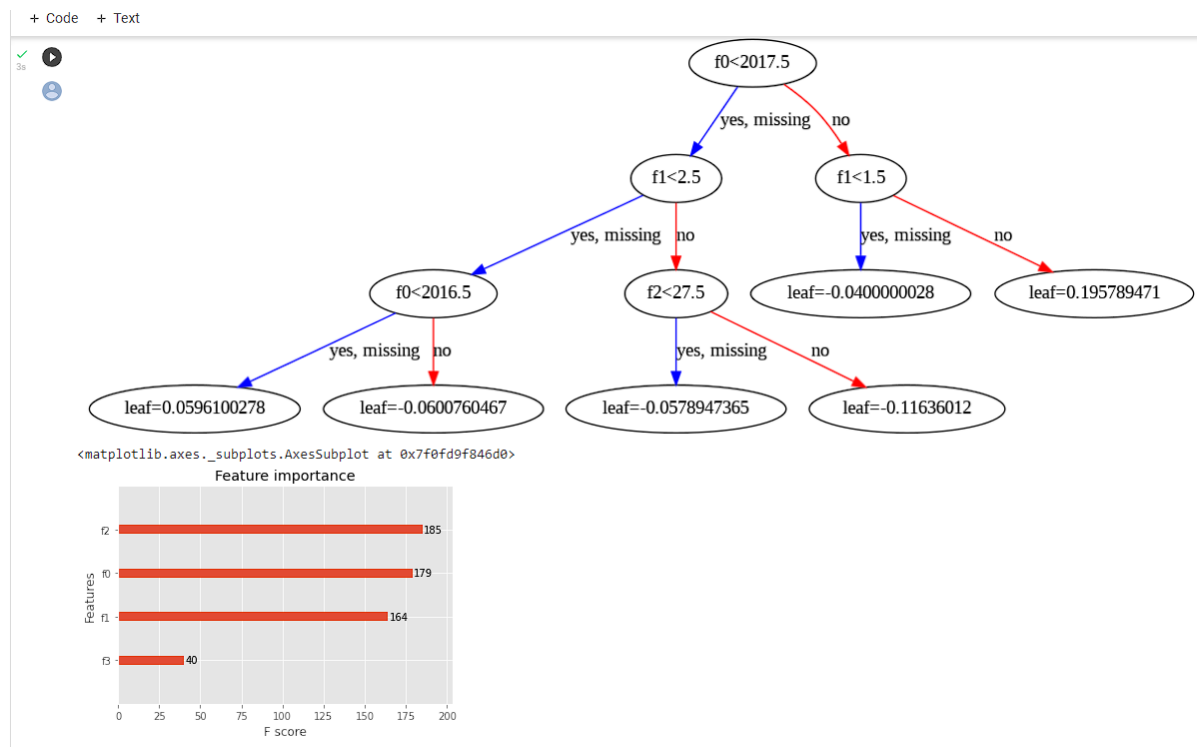 + Code + Text
3s
f0<2017.5
yes, missing no
f1<2.5 f1<1.5
yes, missing no yes, missing no
f0<2016.5 f2<27.5 leaf=-0.0400000028 leaf=0.195789471
yes, missing no yes, missing no
leaf=0.0596100278 leaf=-0.0600760467 leaf=-0.0578947365 leaf=-0.11636012
<matplotlib.axes._subplots.AxesSubplot at 0x7f0fd9f846d0>
Feature importance
f2 185
f0 179
f1 164
f3 40
Features
0 25 50 75 100 125 150 175 200
F score